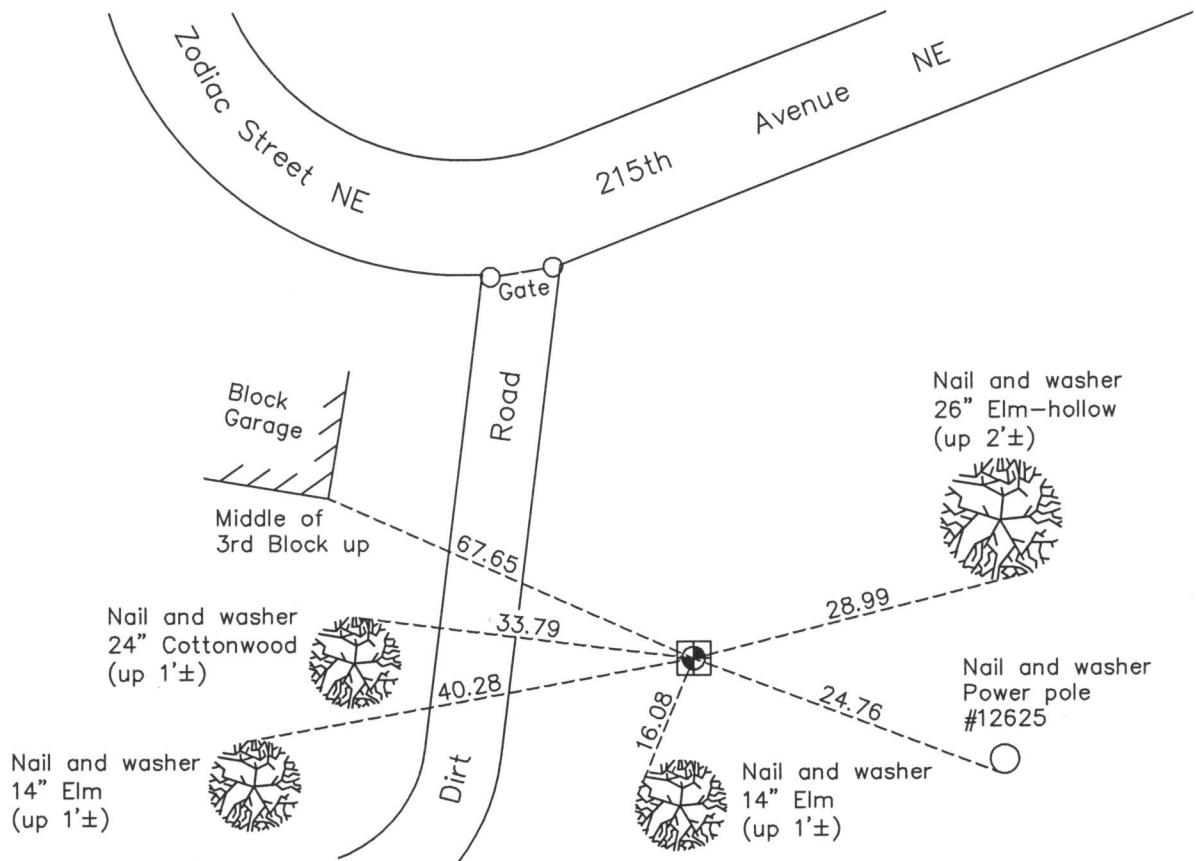 Zodiac Street NE
215th Avenue NE
Gate
Block
Garage
Road
Nail and washer
26” Elm-hollow
(up 2'±)
Middle of
3rd Block up
67.65
28.99
Nail and washer
24” Cottonwood
(up 1'±)
33.79
40.28
16.08
24.76
Nail and washer
Power pole
#12625
Nail and washer
14” Elm
(up 1'±)
Dirt
Nail and washer
14” Elm
(up 1'±)